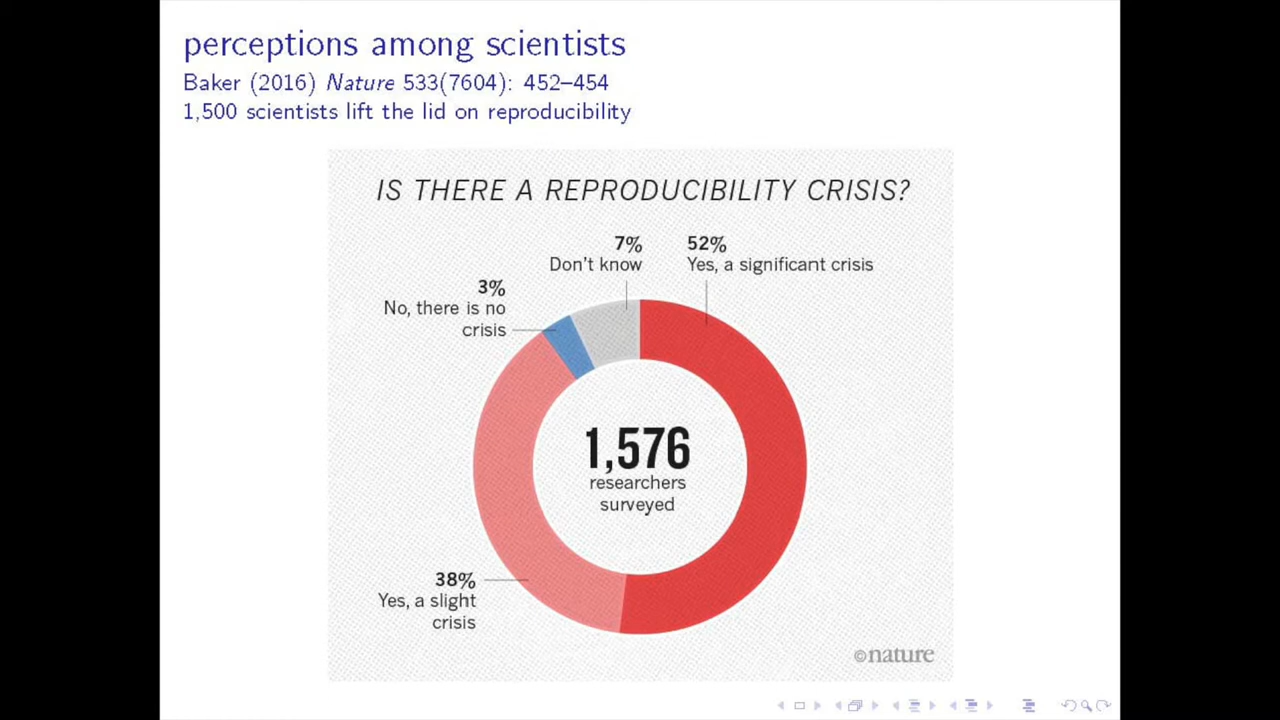 perceptions among scientists
Baker (2016) Nature 533(7604): 452–454
1,500 scientists lift the lid on reproducibility
IS THERE A REPRODUCIBILITY CRISIS?
7%
Don't know
52%
Yes, a significant crisis
3%
No, there is no
crisis
1,576
researchers
surveyed
38%
Yes, a slight
crisis
©nature